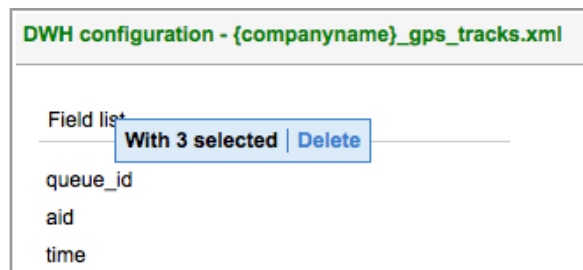 DWH configuration - {companyname}_gps_tracks.xml
Field list
With 3 selected | Delete
queue_id
aid
time